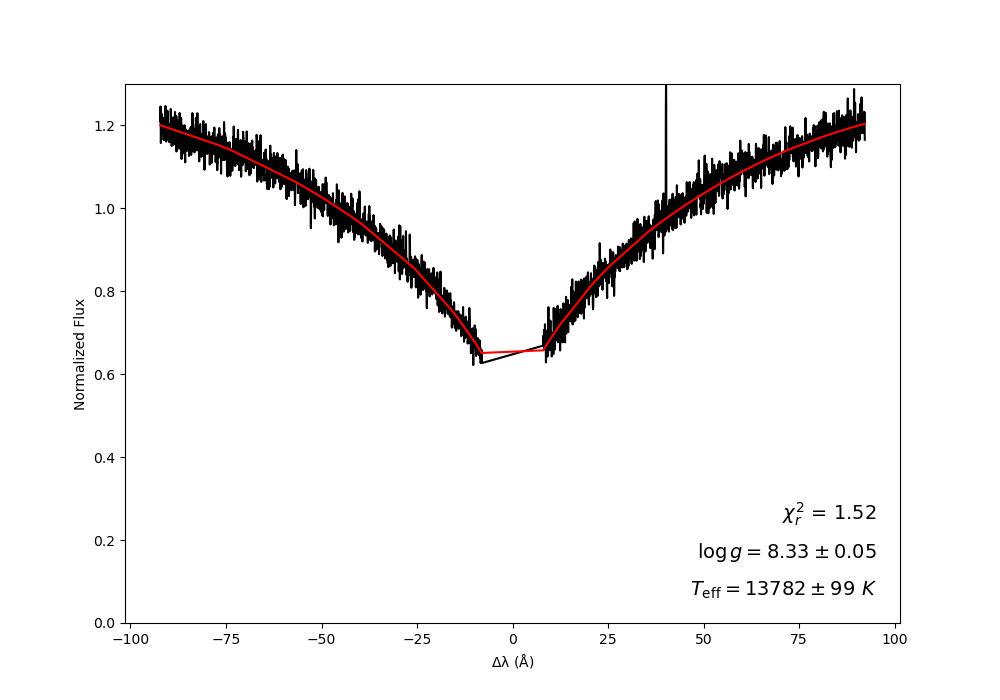 1.2
1.0
0.8
0.6
0.4
0.2
0.0
Normalized Flux
χ²ᵣ = 1.52
log g = 8.33 ± 0.05
T_eff = 13782 ± 99 K
−100 −75 −50 −25 0 25 50 75 100
Δλ (Å)